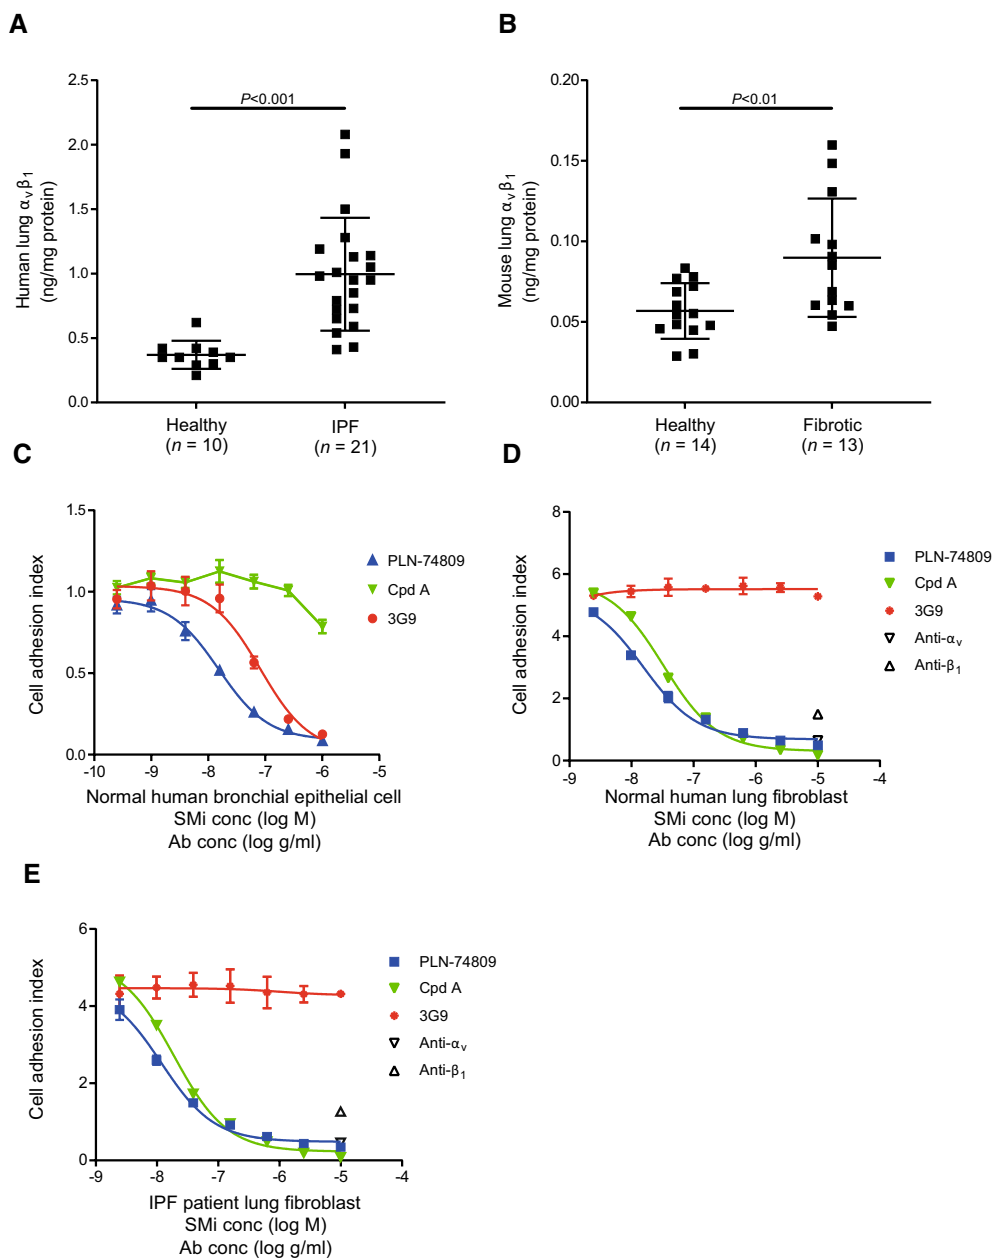 A
2.5
2.0
1.5
1.0
0.5
0.0
Human lung αvβ1
(ng/mg protein)
P<0.001
Healthy
(n = 10)
IPF
(n = 21)
B
0.20
0.15
0.10
0.05
0.00
Mouse lung αvβ1
(ng/mg protein)
P<0.01
Healthy
(n = 14)
Fibrotic
(n = 13)
C
1.5
1.0
0.5
0.0
Cell adhesion index
-10 -9 -8 -7 -6 -5
Normal human bronchial epithelial cell
SMi conc (log M)
Ab conc (log g/ml)
PLN-74809
Cpd A
3G9
D
8
6
4
2
0
Cell adhesion index
-9 -8 -7 -6 -5 -4
Normal human lung fibroblast
SMi conc (log M)
Ab conc (log g/ml)
PLN-74809
Cpd A
3G9
Anti-αv
Anti-β1
E
6
4
2
0
Cell adhesion index
-9 -8 -7 -6 -5 -4
IPF patient lung fibroblast
SMi conc (log M)
Ab conc (log g/ml)
PLN-74809
Cpd A
3G9
Anti-αv
Anti-β1